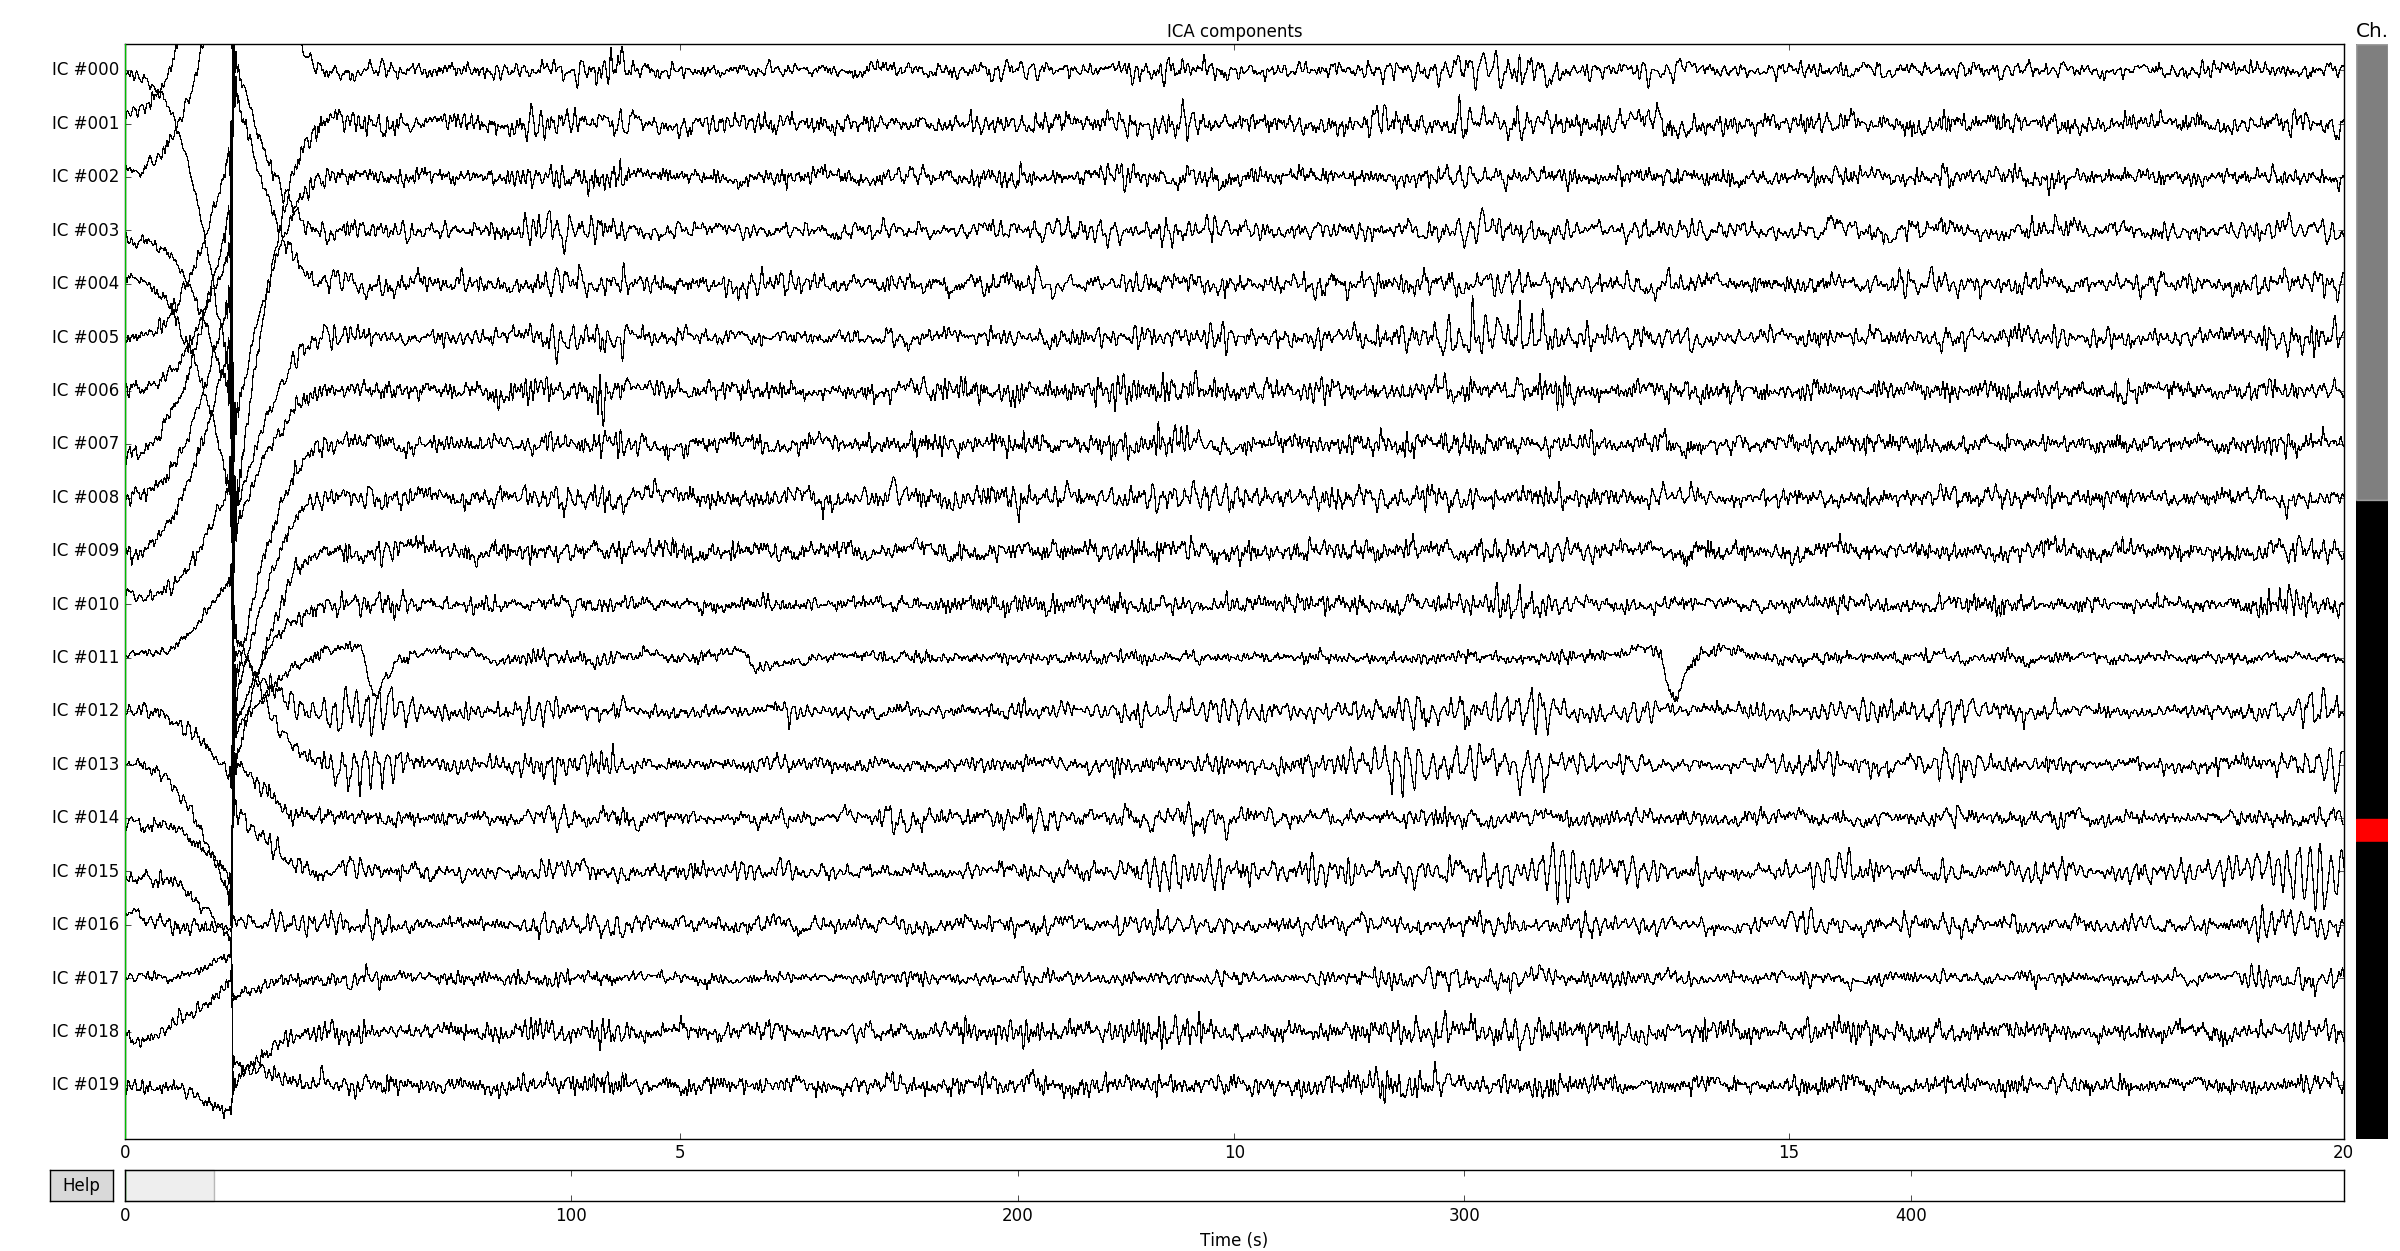 ICA components
Ch.
IC #000
IC #001
IC #002
IC #003
IC #004
IC #005
IC #006
IC #007
IC #008
IC #009
IC #010
IC #011
IC #012
IC #013
IC #014
IC #015
IC #016
IC #017
IC #018
IC #019
0 5 10 15 20
Help
0 100 200 300 400
Time (s)